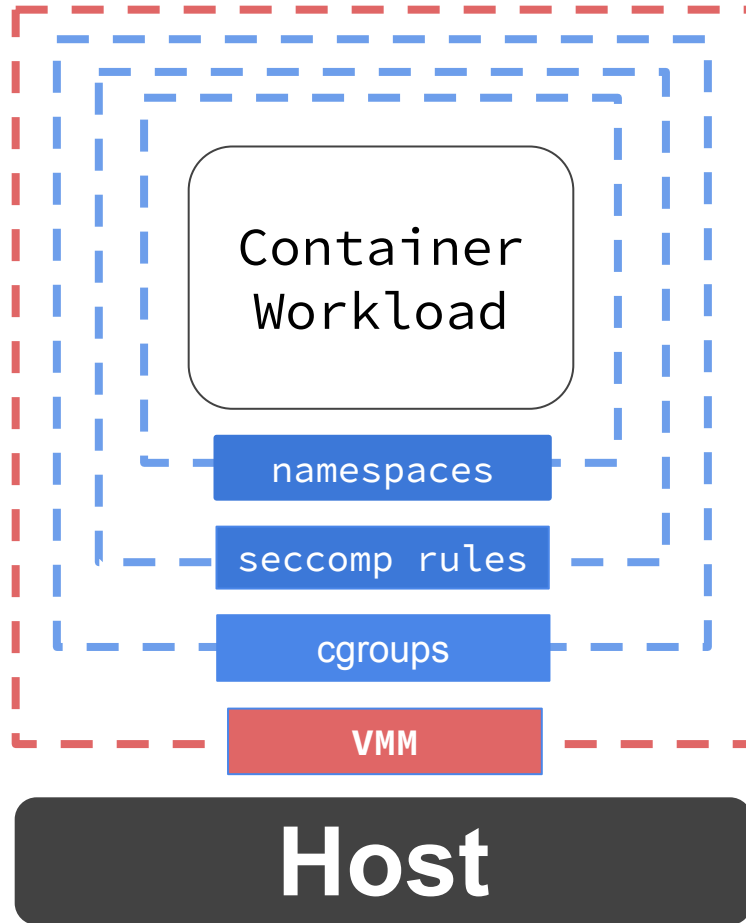 Container
Workload
namespaces
seccomp rules
cgroups
VMM
Host